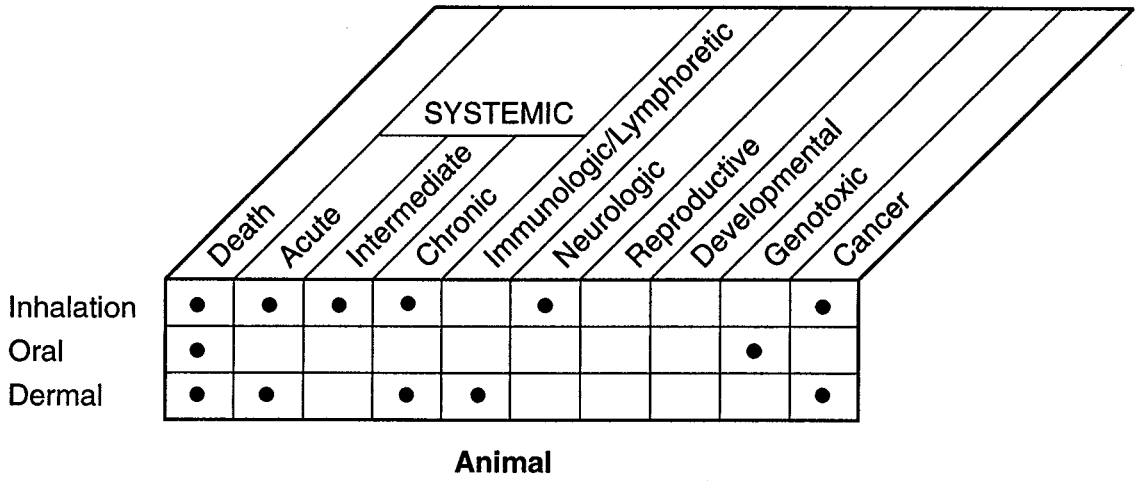 SYSTEMIC
Death
Acute
Intermediate
Chronic
Immunologic/Lymphoretic
Neurologic
Reproductive
Developmental
Genotoxic
Cancer
Inhalation
Oral
Dermal
Animal